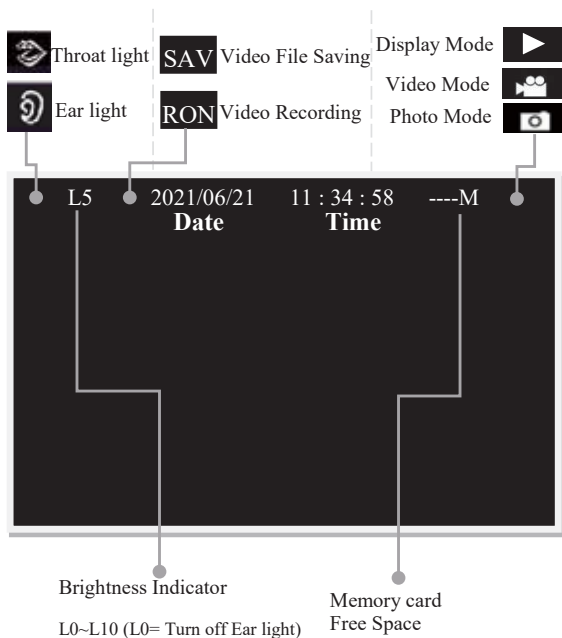 Throat light
SAV Video File Saving
Display Mode
Ear light
RON Video Recording
Video Mode
Photo Mode
L5 2021/06/21 11 : 34 : 58 ----M
Date Time
Brightness Indicator
L0~L10 (L0= Turn off Ear light)
Memory card
Free Space